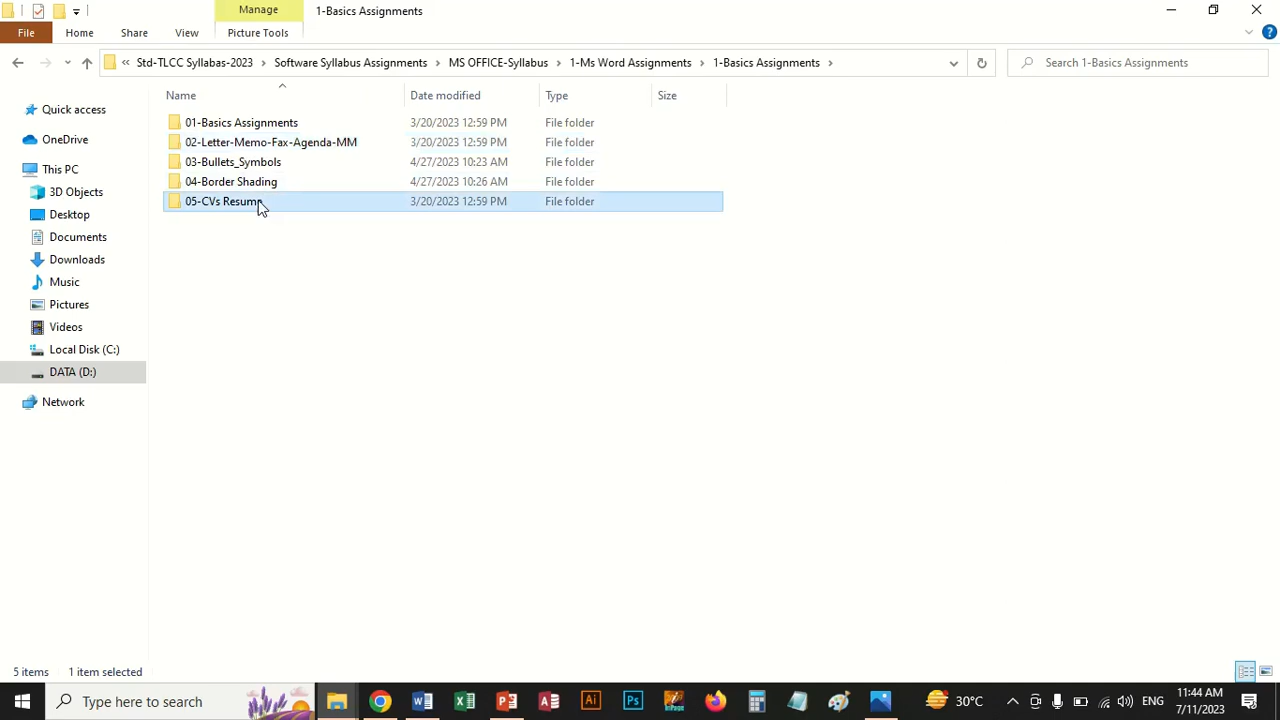 Manage
1-Basics Assignments
File
Home
Share
View
Picture Tools
Std-TLCC Syllabas-2023
Software Syllabus Assignments
MS OFFICE-Syllabus
1-Ms Word Assignments
1-Basics Assignments
Search 1-Basics Assignments
Name
Date modified
Type
Size
01-Basics Assignments
3/20/2023 12:59 PM
File folder
02-Letter-Memo-Fax-Agenda-MM
3/20/2023 12:59 PM
File folder
03-Bullets_Symbols
4/27/2023 10:23 AM
File folder
04-Border Shading
4/27/2023 10:26 AM
File folder
05-CVs Resume
3/20/2023 12:59 PM
File folder
Quick access
OneDrive
This PC
3D Objects
Desktop
Documents
Downloads
Music
Pictures
Videos
Local Disk (C:)
DATA (D:)
Network
5 items
1 item selected
Type here to search
Ai
Ps
30°C
ENG
11:44 AM
7/11/2023